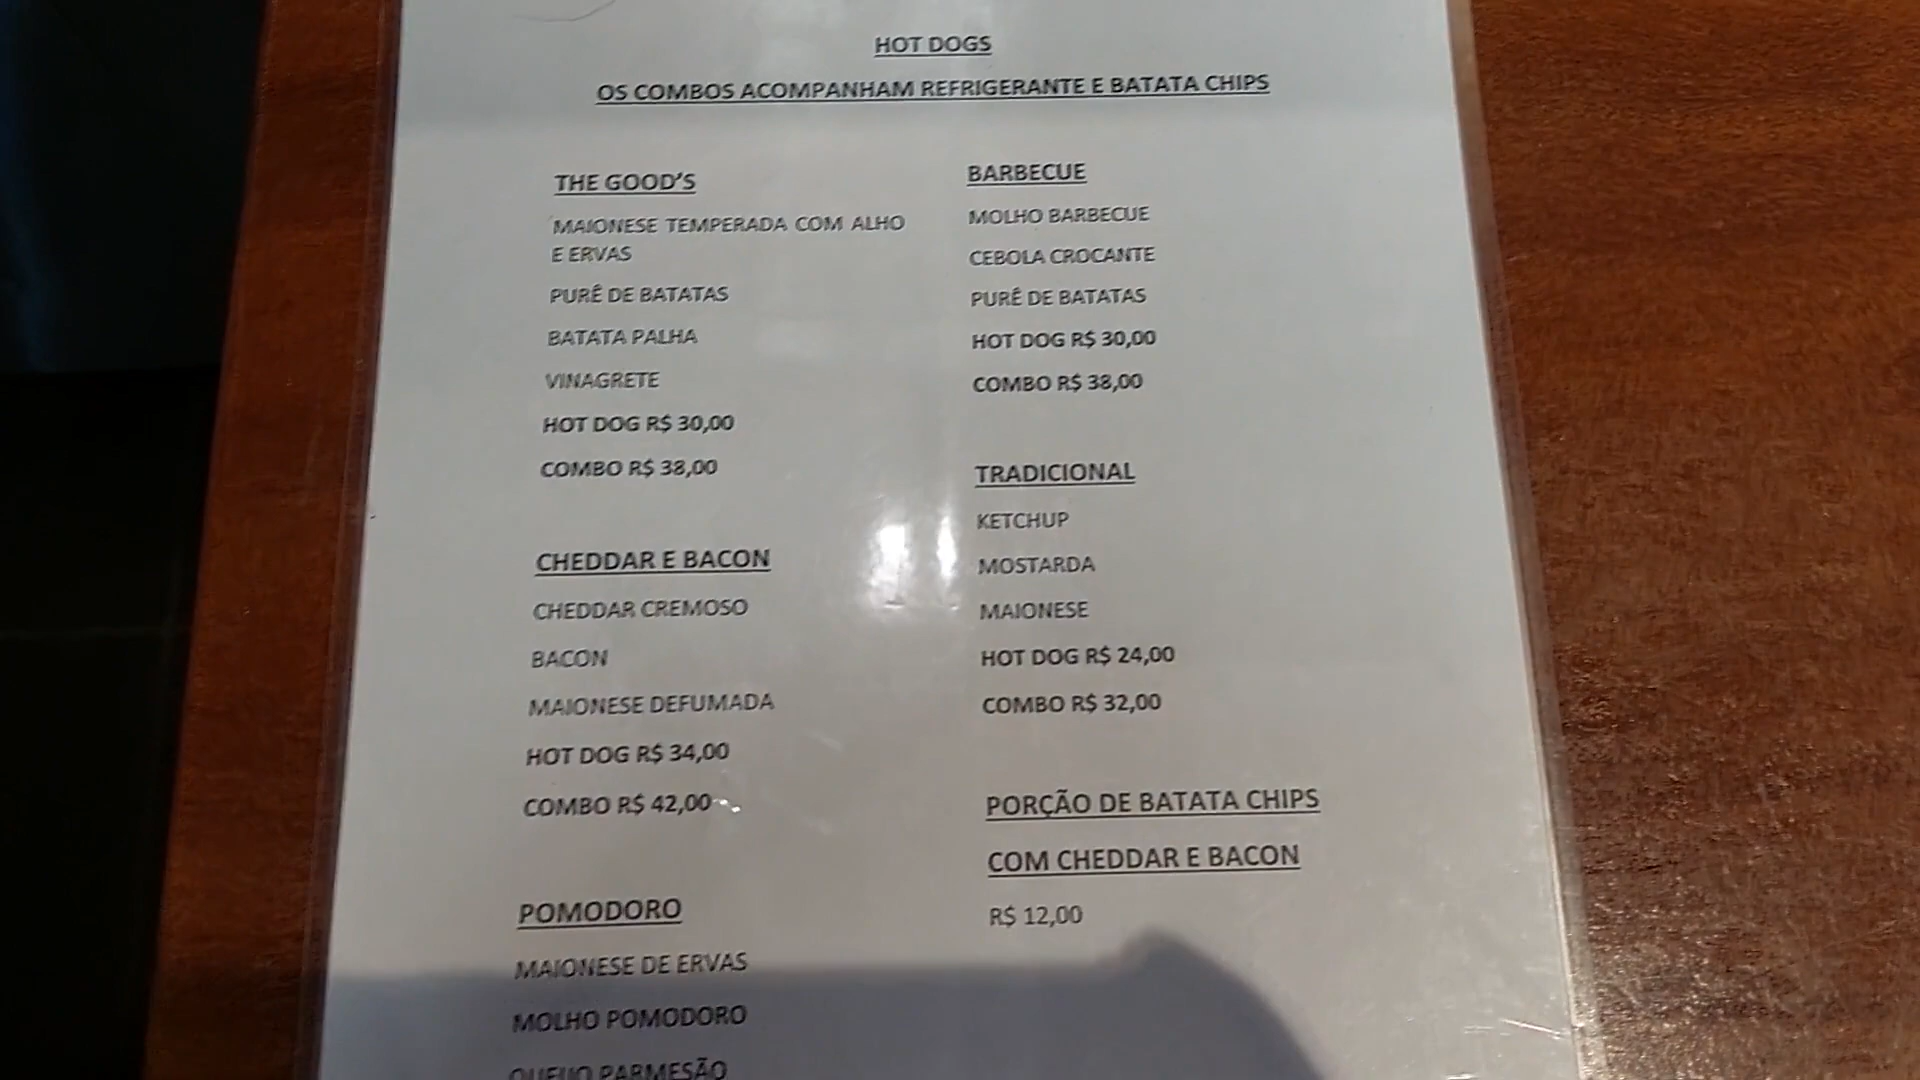 HOT DOGS
OS COMBOS ACOMPANHAM REFRIGERANTE E BATATA CHIPS
THE GOOD'S
MAIONESE TEMPERADA COM ALHO
E ERVAS
PURÊ DE BATATAS
BATATA PALHA
VINAGRETE
HOT DOG R$ 30,00
COMBO R$ 38,00
CHEDDAR E BACON
CHEDDAR CREMOSO
BACON
MAIONESE DEFUMADA
HOT DOG R$ 34,00
COMBO R$ 42,00
POMODORO
MAIONESE DE ERVAS
MOLHO POMODORO
QUEIJO PARMESÃO
BARBECUE
MOLHO BARBECUE
CEBOLA CROCANTE
PURÊ DE BATATAS
HOT DOG R$ 30,00
COMBO R$ 38,00
TRADICIONAL
KETCHUP
MOSTARDA
MAIONESE
HOT DOG R$ 24,00
COMBO R$ 32,00
PORÇÃO DE BATATA CHIPS
COM CHEDDAR E BACON
R$ 12,00